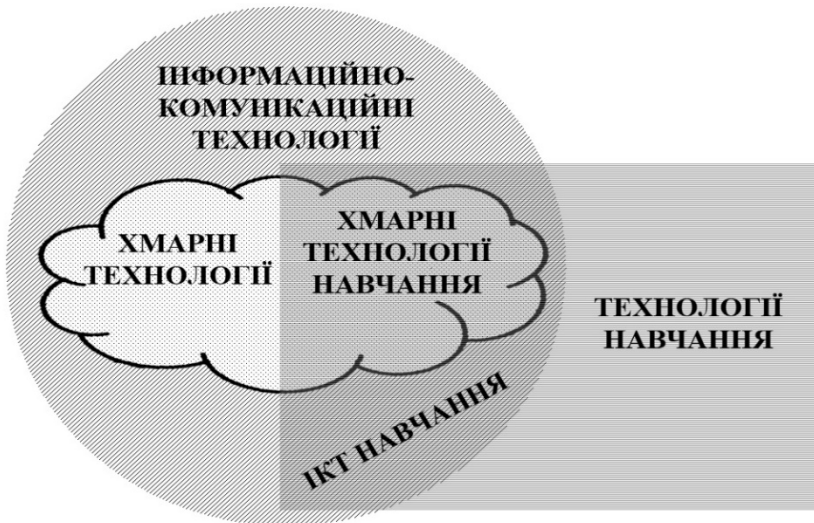 ІНФОРМАЦІЙНО-
КОМУНІКАЦІЙНІ
ТЕХНОЛОГІЇ
ХМАРНІ
ТЕХНОЛОГІЇ
ХМАРНІ
ТЕХНОЛОГІЇ
НАВЧАННЯ
ТЕХНОЛОГІЇ
НАВЧАННЯ
ІКТ НАВЧАННЯ